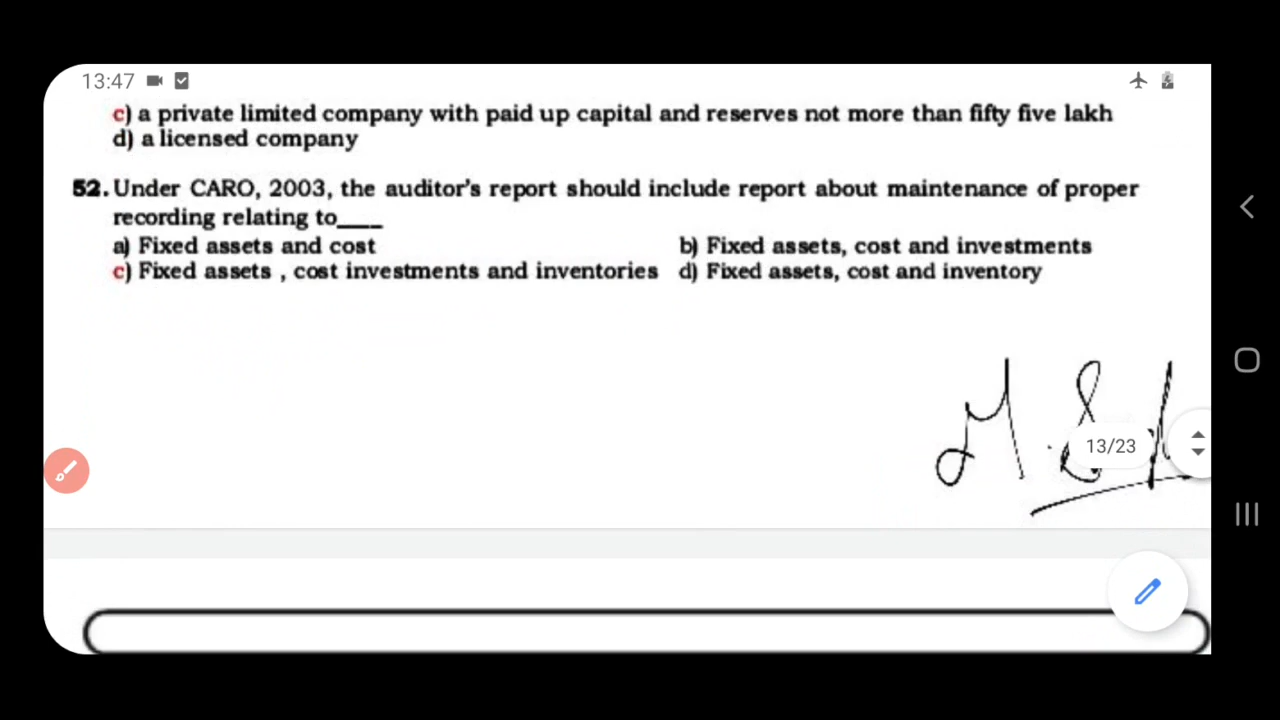 13:47
c) a private limited company with paid up capital and reserves not more than fifty five lakh
d) a licensed company
52. Under CARO, 2003, the auditor's report should include report about maintenance of proper
recording relating to____
a) Fixed assets and cost b) Fixed assets, cost and investments
c) Fixed assets , cost investments and inventories d) Fixed assets, cost and inventory
13/23